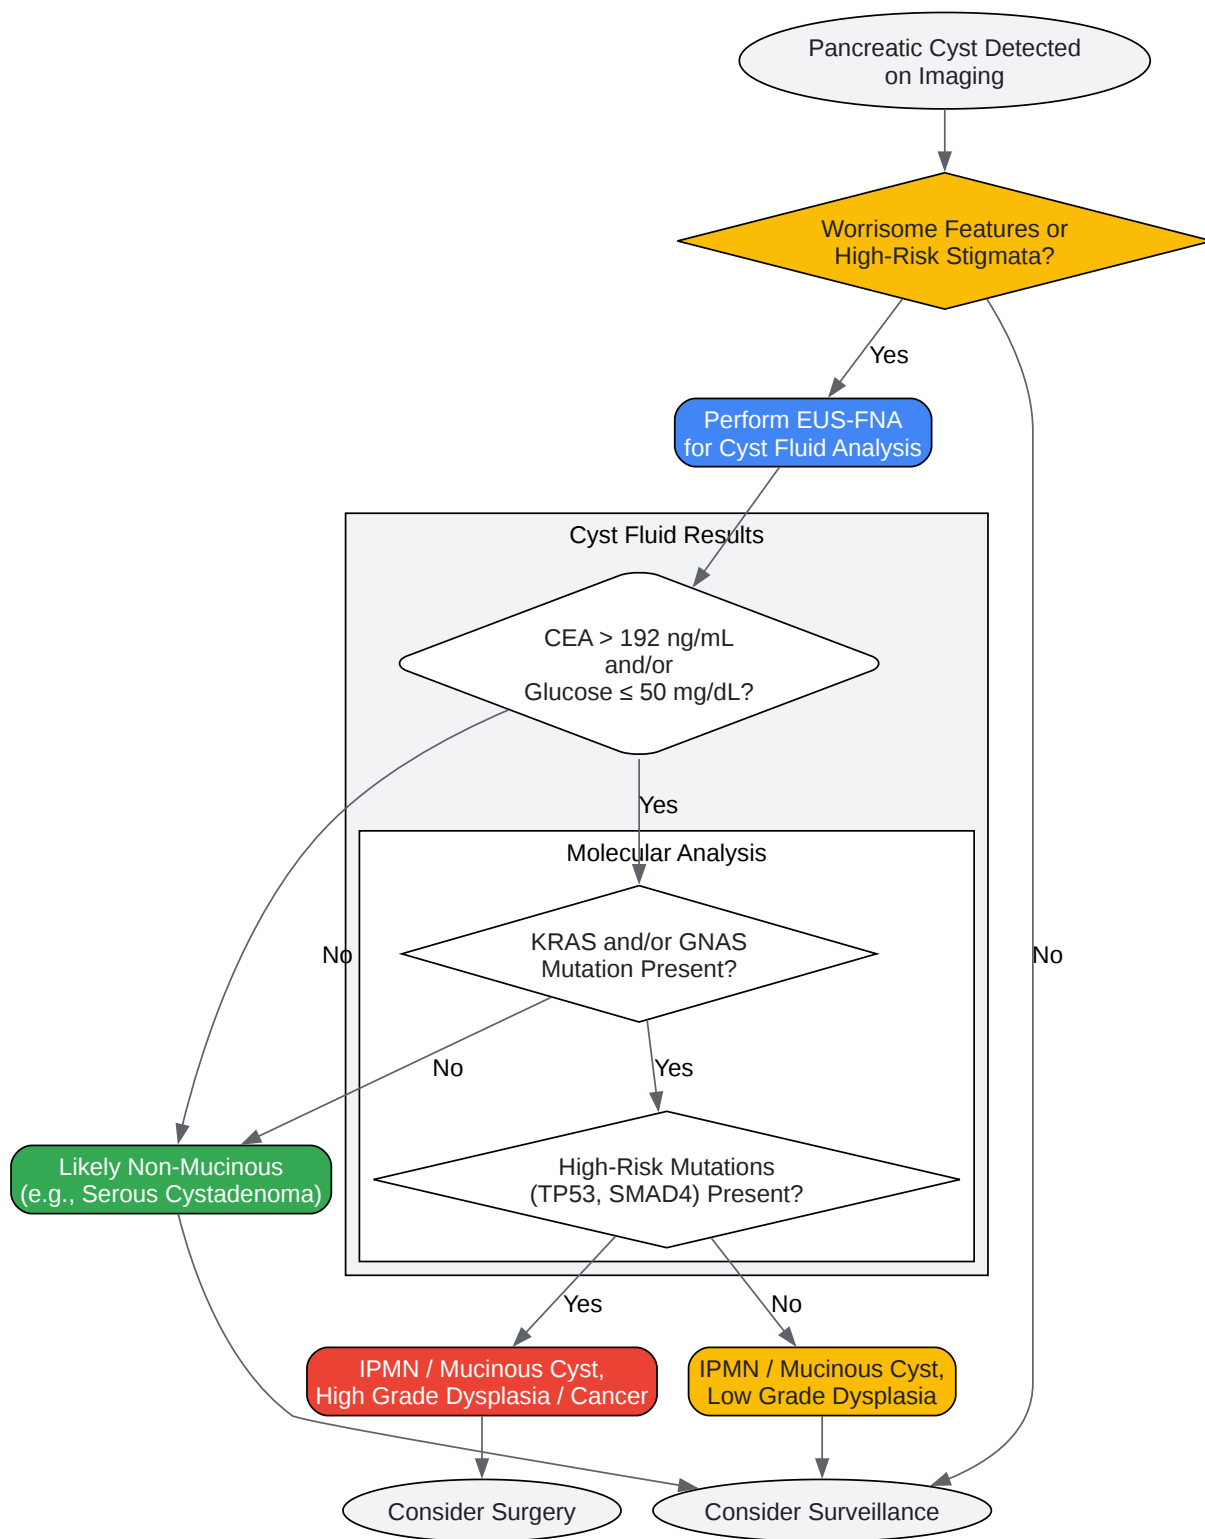 Pancreatic Cyst Detected
on Imaging
Worrisome Features or
High-Risk Stigmata?
Yes
Perform EUS-FNA
for Cyst Fluid Analysis
Cyst Fluid Results
CEA > 192 ng/mL
and/or
Glucose ≤ 50 mg/dL?
Yes
Molecular Analysis
KRAS and/or GNAS
Mutation Present?
No
No
No
Yes
High-Risk Mutations
(TP53, SMAD4) Present?
Likely Non-Mucinous
(e.g., Serous Cystadenoma)
Yes
No
IPMN / Mucinous Cyst,
High Grade Dysplasia / Cancer
IPMN / Mucinous Cyst,
Low Grade Dysplasia
Consider Surgery
Consider Surveillance